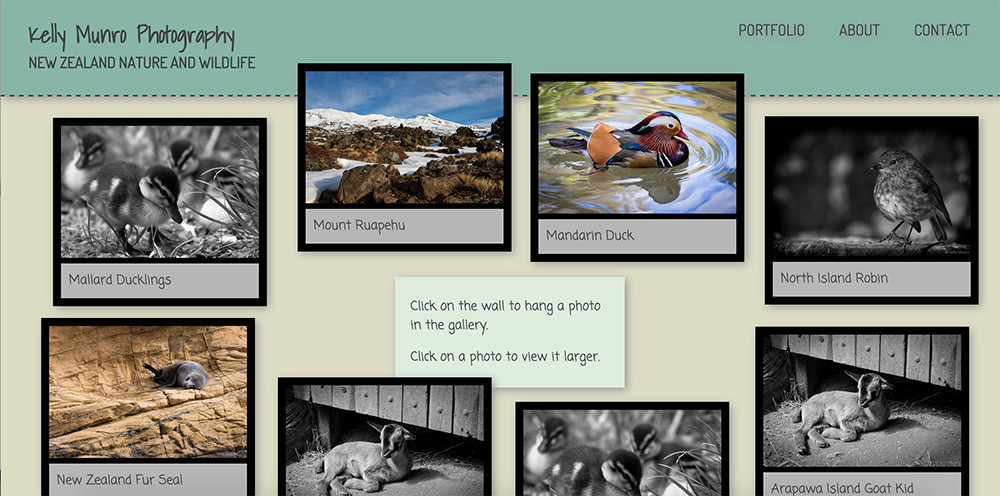 Kelly Munro Photography
NEW ZEALAND NATURE AND WILDLIFE
PORTFOLIO
ABOUT
CONTACT
Mallard Ducklings
Mount Ruapehu
Mandarin Duck
North Island Robin
Click on the wall to hang a photo
in the gallery.
Click on a photo to view it larger.
New Zealand Fur Seal
Arapawa Island Goat Kid